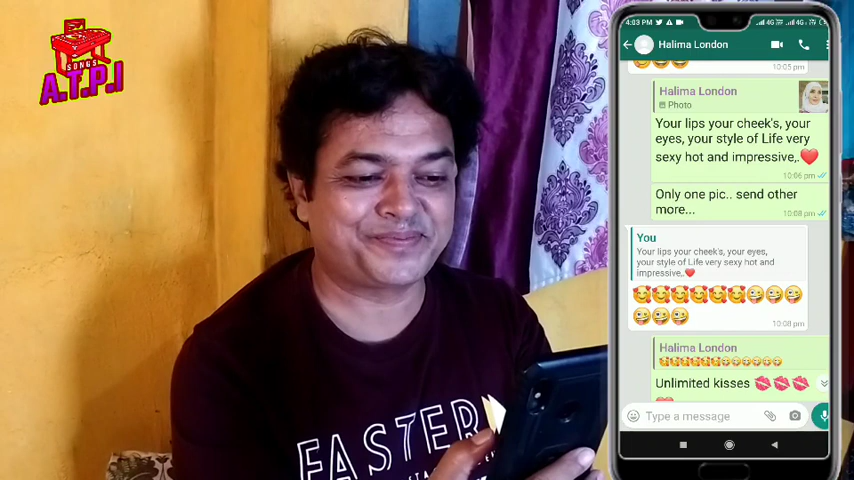 SONGS
A.T.P.I
FASTER
4:03 PM
4G
4G
Halima London
10:05 pm
Halima London
Photo
Your lips your cheek's, your
eyes, your style of Life very
sexy hot and impressive,.❤️
10:06 pm
Only one pic.. send other
more...
10:08 pm
You
Your lips your cheek's, your eyes,
your style of Life very sexy hot and
impressive,.❤️
🥰🥰🥰🥰🥰🥰🤪🤪🤪
🤪🤪🤪
10:08 pm
Halima London
🥰🥰🥰🥰🥰🥰🤪🤪🤪🤪🤪🤪
Unlimited kisses 💋💋💋
Type a message